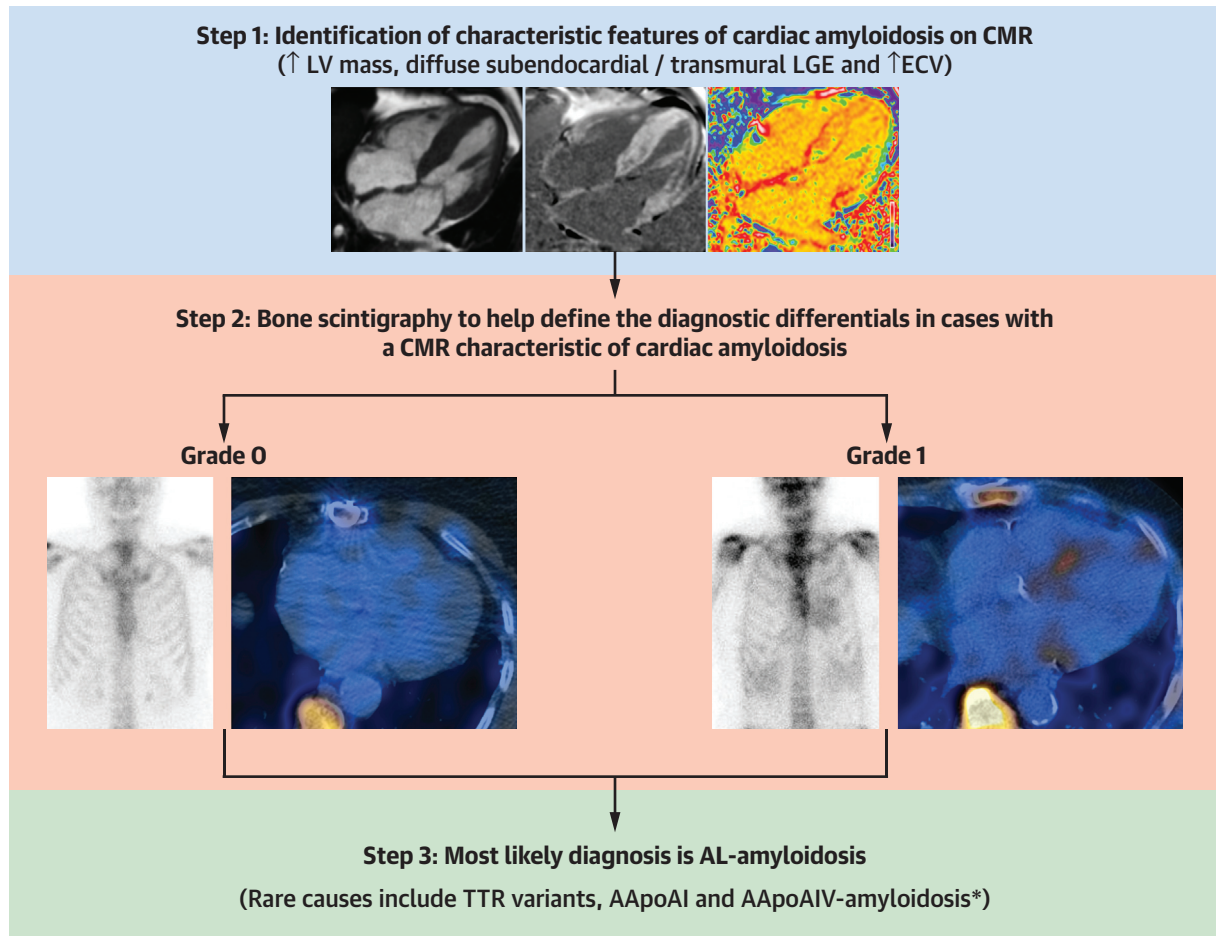 Step 1: Identification of characteristic features of cardiac amyloidosis on CMR
(↑ LV mass, diffuse subendocardial / transmural LGE and ↑ECV)
Step 2: Bone scintigraphy to help define the diagnostic differentials in cases with
a CMR characteristic of cardiac amyloidosis
Grade 0
Grade 1
Step 3: Most likely diagnosis is AL-amyloidosis
(Rare causes include TTR variants, AApoAI and AApoAIV-amyloidosis*)